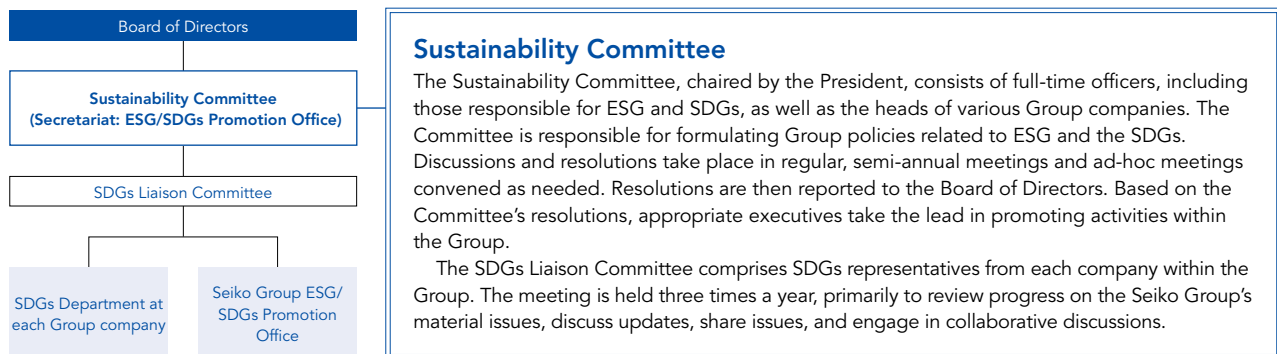 Board of Directors
Sustainability Committee
(Secretariat: ESG/SDGs Promotion Office)
SDGs Liaison Committee
SDGs Department at
each Group company
Seiko Group ESG/
SDGs Promotion
Office
Sustainability Committee
The Sustainability Committee, chaired by the President, consists of full-time officers, including
those responsible for ESG and SDGs, as well as the heads of various Group companies. The
Committee is responsible for formulating Group policies related to ESG and the SDGs.
Discussions and resolutions take place in regular, semi-annual meetings and ad-hoc meetings
convened as needed. Resolutions are then reported to the Board of Directors. Based on the
Committee’s resolutions, appropriate executives take the lead in promoting activities within
the Group.
The SDGs Liaison Committee comprises SDGs representatives from each company within the
Group. The meeting is held three times a year, primarily to review progress on the Seiko Group’s
material issues, discuss updates, share issues, and engage in collaborative discussions.